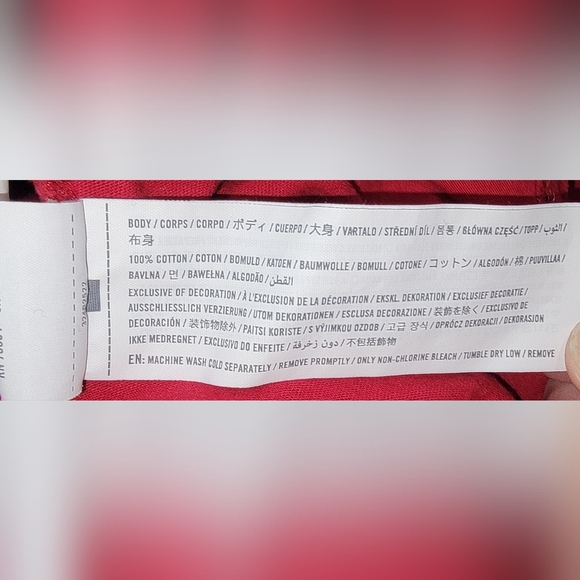 BODY / CORPS / CORPO / ボディ / CUERPO / 大身 / VARTALO / STŘEDNÍ DÍL / 몸통 / GŁÓWNA CZĘŚĆ / TOPP / الثوب /
布身
100% COTTON / COTON / BOMULD / KATOEN / BAUMWOLLE / BOMULL / COTONE / コットン / ALGODÓN / 綿 / PUUVILLAA /
BAVLNA / 면 / BAWEŁNA / ALGODÃO / القطن
EXCLUSIVE OF DECORATION / À L'EXCLUSION DE LA DÉCORATION / EKSKL. DEKORATION / EXCLUSIEF DECORATIE /
AUSSCHLIESSLICH VERZIERUNG / UTOM DEKORATIONEN / ESCLUSA DECORAZIONE / 装飾を除く / EXCLUSIVO DE
DECORACIÓN / 装饰物除外 / PAITSI KORISTE / S VÝJIMKOU OZDOB / 고급 장식 / OPRÓCZ DEKORACJI / DEKORASJON
IKKE MEDREGNET / EXCLUSIVO DO ENFEITE / دون زخرفة / 不包括飾物
EN: MACHINE WASH COLD SEPARATELY / REMOVE PROMPTLY / ONLY NON-CHLORINE BLEACH / TUMBLE DRY LOW / REMOVE